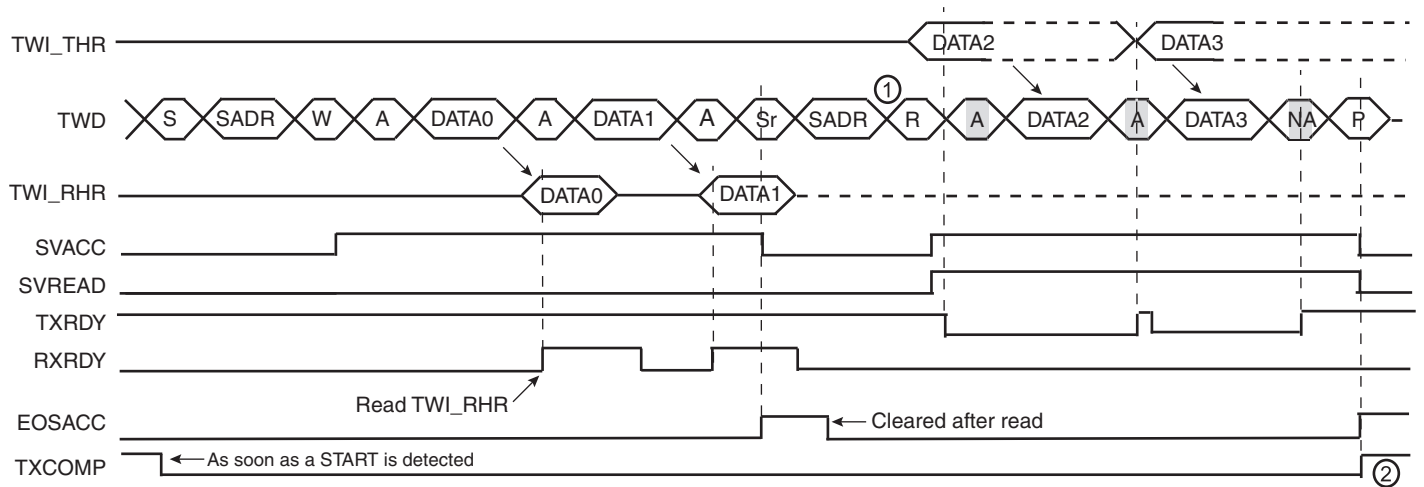 TWI_THR DATA2 DATA3
①
TWD S SADR W A DATA0 A DATA1 A Sr SADR R A DATA2 A DATA3 NA P
TWI_RHR DATA0 DATA1
SVACC
SVREAD
TXRDY
RXRDY
Read TWI_RHR
EOSACC Cleared after read
TXCOMP As soon as a START is detected ②